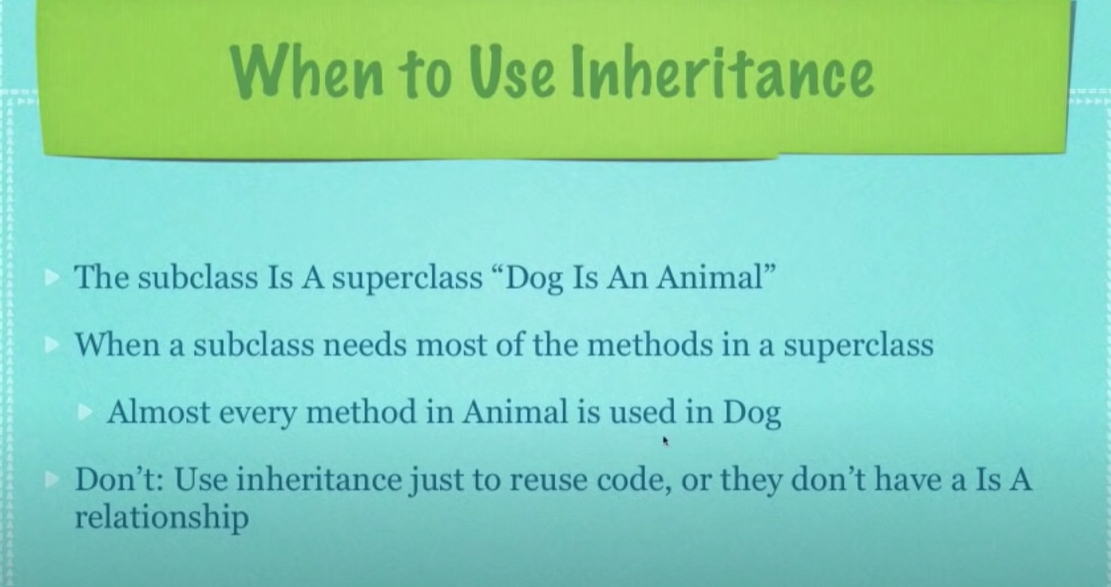 When to Use Inheritance
The subclass Is A superclass “Dog Is An Animal”
When a subclass needs most of the methods in a superclass
Almost every method in Animal is used in Dog
Don’t: Use inheritance just to reuse code, or they don’t have a Is A
relationship